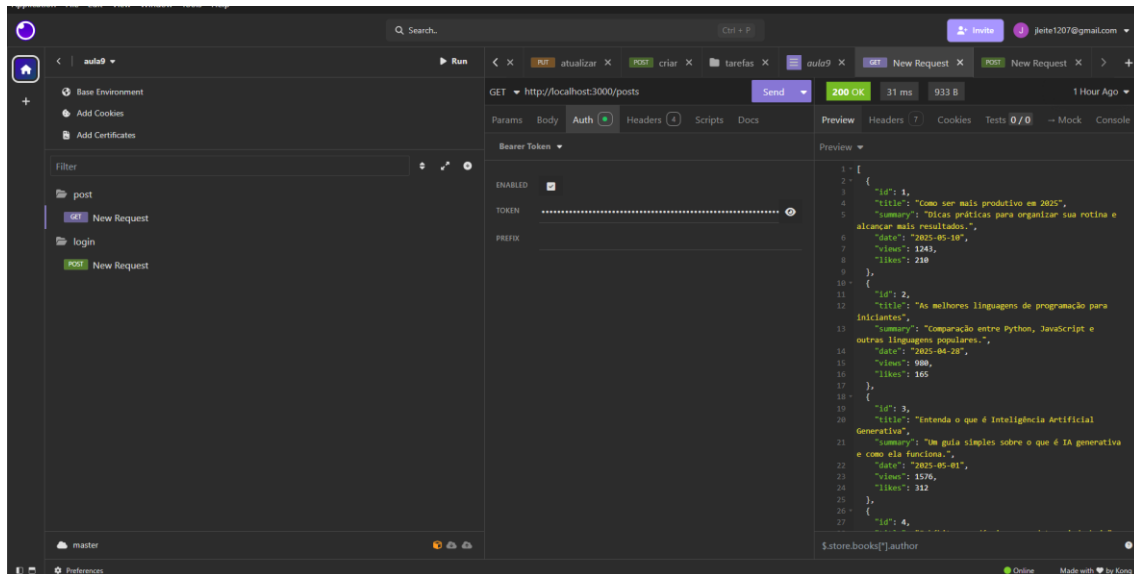 Application File Edit View Window Tools Help
Search.. Ctrl + P Invite J jleite1207@gmail.com
aula9 Run
Base Environment
Add Cookies
Add Certificates
Filter
post
GET New Request
login
POST New Request
master
Preferences
PUT atualizar POST criar tarefas aula9 GET New Request POST New Request
GET http://localhost:3000/posts Send
Params Body Auth Headers 4 Scripts Docs
Bearer Token
ENABLED
TOKEN
PREFIX
200 OK 31 ms 933 B 1 Hour Ago
Preview Headers 7 Cookies Tests 0 / 0 → Mock Console
Preview
1 [
2 {
3 "id": 1,
4 "title": "Como ser mais produtivo em 2025",
5 "summary": "Dicas práticas para organizar sua rotina e
alcançar mais resultados.",
6 "date": "2025-05-10",
7 "views": 1243,
8 "likes": 210
9 },
10 {
11 "id": 2,
12 "title": "As melhores linguagens de programação para
iniciantes",
13 "summary": "Comparação entre Python, JavaScript e
outras linguagens populares.",
14 "date": "2025-04-28",
15 "views": 980,
16 "likes": 165
17 },
18 {
19 "id": 3,
20 "title": "Entenda o que é Inteligência Artificial
Generativa",
21 "summary": "Um guia simples sobre o que é IA generativa
e como ela funciona.",
22 "date": "2025-05-01",
23 "views": 1576,
24 "likes": 312
25 },
26 {
27 "id": 4,
$.store.books[*].author
Online Made with by Kong